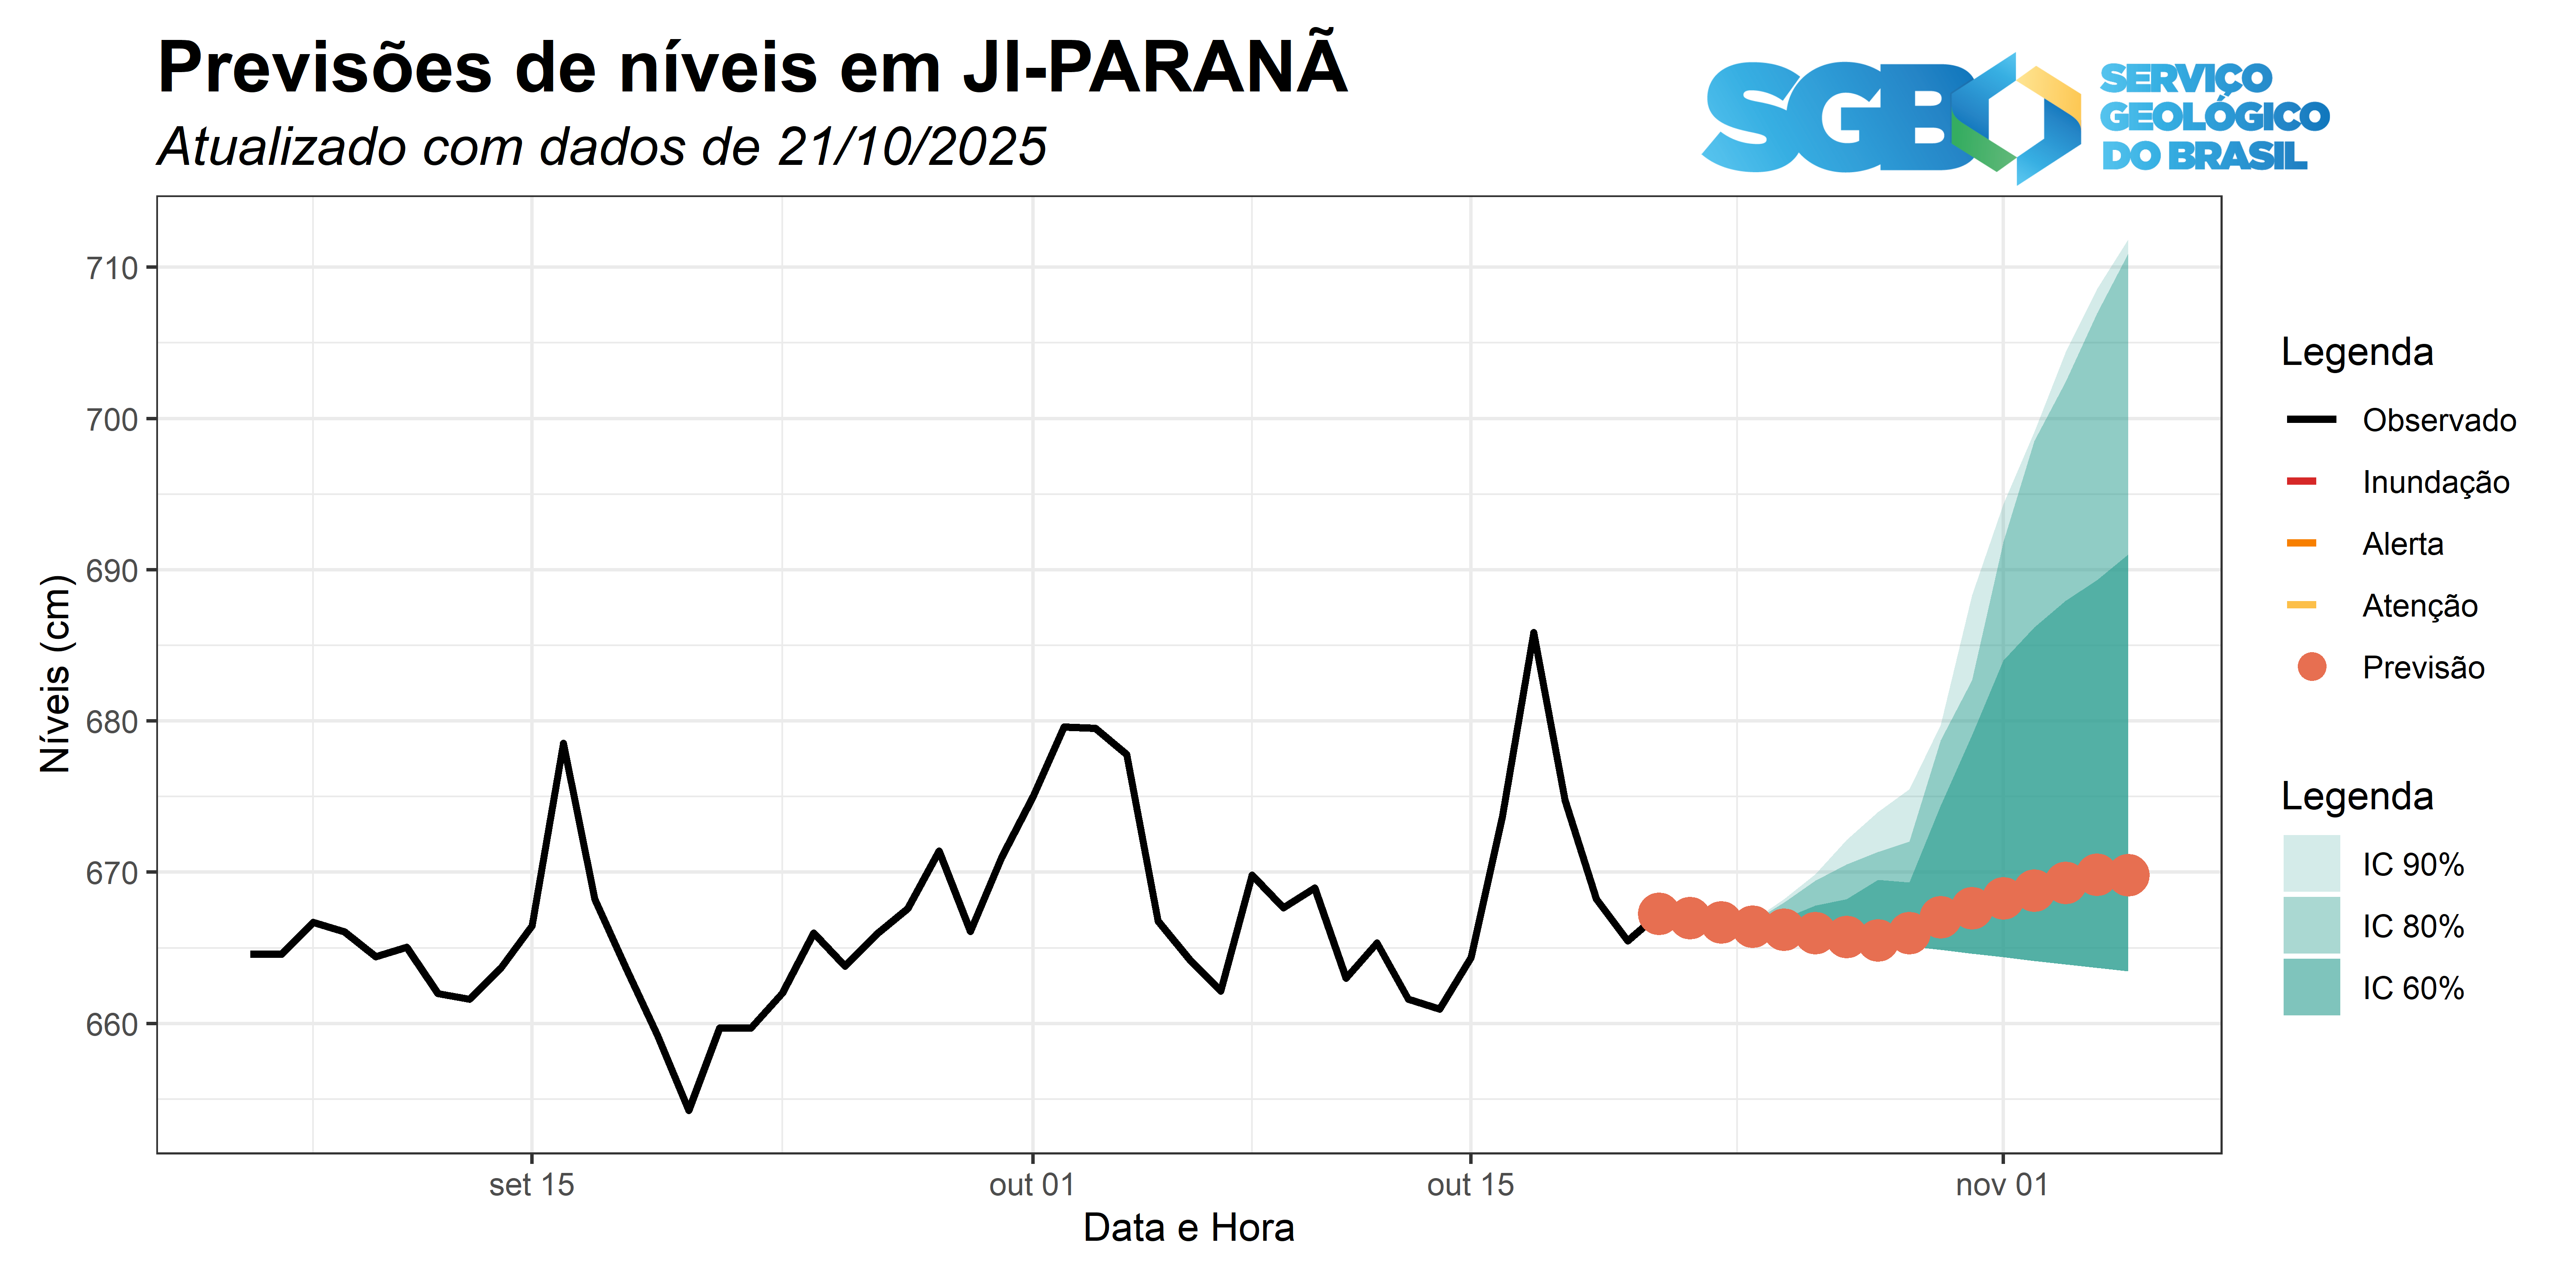 Previsões de níveis em JI-PARANÃ
Atualizado com dados de 21/10/2025
SGB
SERVIÇO
GEOLÓGICO
DO BRASIL
710
700
690
680
670
660
Níveis (cm)
set 15
out 01
out 15
nov 01
Data e Hora
Legenda
Observado
Inundação
Alerta
Atenção
Previsão
Legenda
IC 90%
IC 80%
IC 60%